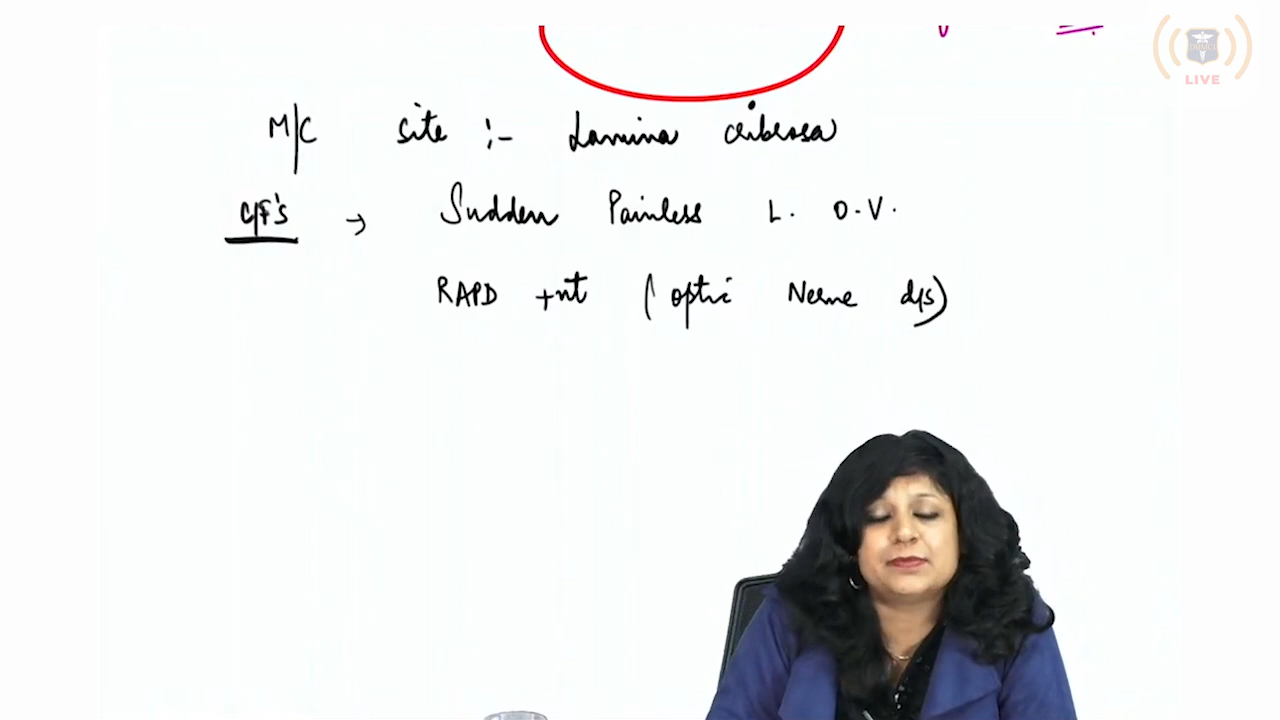 LIVE
M/C site :- Lamina cribrosa
C/F's → Sudden Painless L. O.V.
RAPD +nt (optic Nerve d/s)